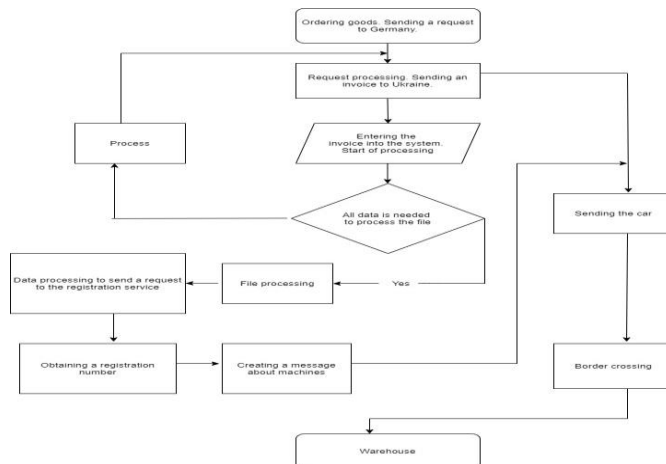 Ordering goods. Sending a request
to Germany.
Request processing. Sending an
invoice to Ukraine.
Process
Entering the
invoice into the system.
Start of processing
All data is needed
to process the file
Sending the car
Data processing to send a request
to the registration service
File processing
Yes
Obtaining a registration
number
Creating a message
about machines
Border crossing
Warehouse